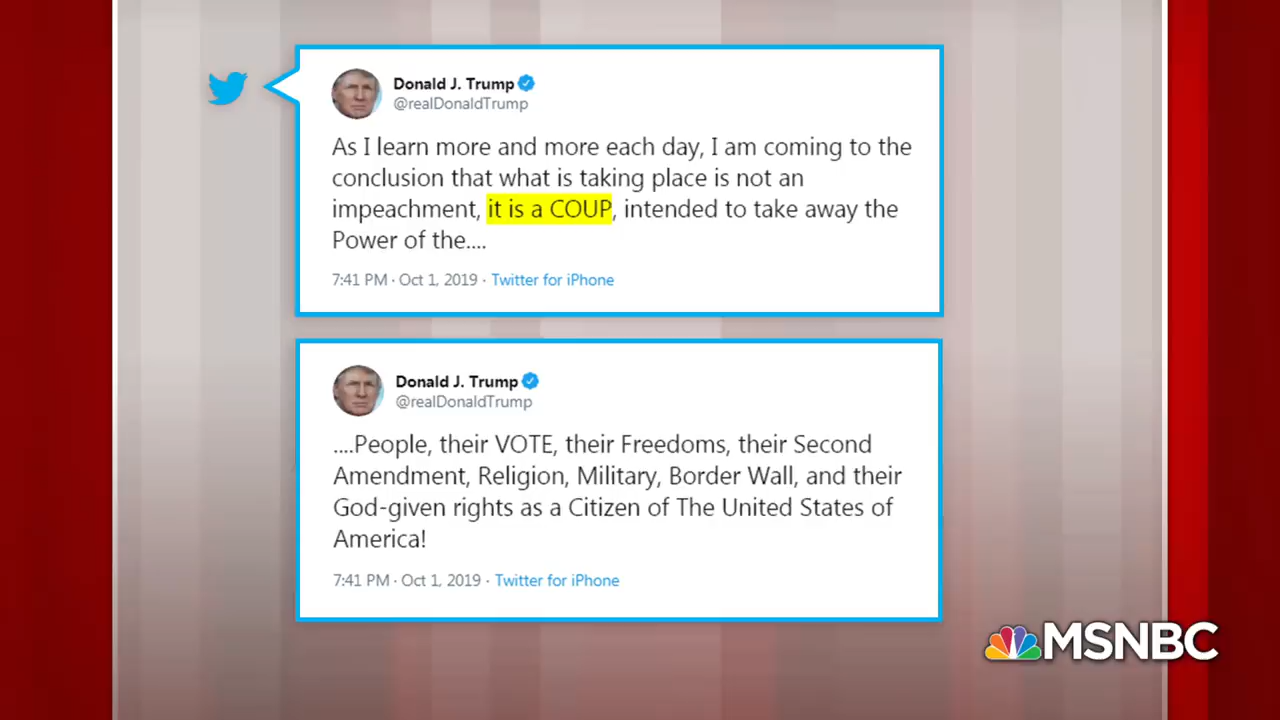 Donald J. Trump
@realDonaldTrump
As I learn more and more each day, I am coming to the
conclusion that what is taking place is not an
impeachment, it is a COUP, intended to take away the
Power of the....
7:41 PM · Oct 1, 2019 · Twitter for iPhone
Donald J. Trump
@realDonaldTrump
....People, their VOTE, their Freedoms, their Second
Amendment, Religion, Military, Border Wall, and their
God-given rights as a Citizen of The United States of
America!
7:41 PM · Oct 1, 2019 · Twitter for iPhone
MSNBC